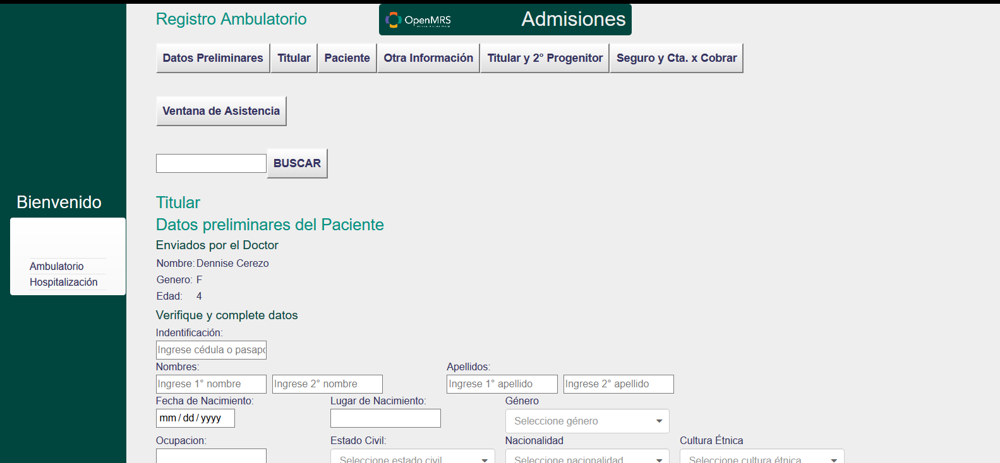 Registro Ambulatorio
OpenMRS
Admisiones
Datos Preliminares
Titular
Paciente
Otra Información
Titular y 2° Progenitor
Seguro y Cta. x Cobrar
Ventana de Asistencia
BUSCAR
Bienvenido
Ambulatorio
Hospitalización
Titular
Datos preliminares del Paciente
Enviados por el Doctor
Nombre: Dennise Cerezo
Genero: F
Edad: 4
Verifique y complete datos
Indentificación:
Ingrese cédula o pasapo
Nombres: Apellidos:
Ingrese 1° nombre Ingrese 2° nombre Ingrese 1° apellido Ingrese 2° apellido
Fecha de Nacimiento: Lugar de Nacimiento: Género
mm/dd/yyyy Seleccione género
Ocupacion: Estado Civil: Nacionalidad Cultura Étnica
Seleccione estado civil Seleccione nacionalidad Seleccione cultura étnica